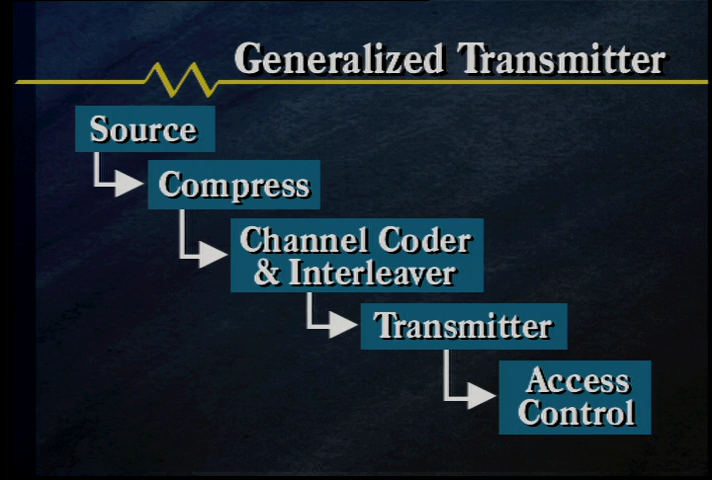 Generalized Transmitter
Source
Compress
Channel Coder
& Interleaver
Transmitter
Access
Control